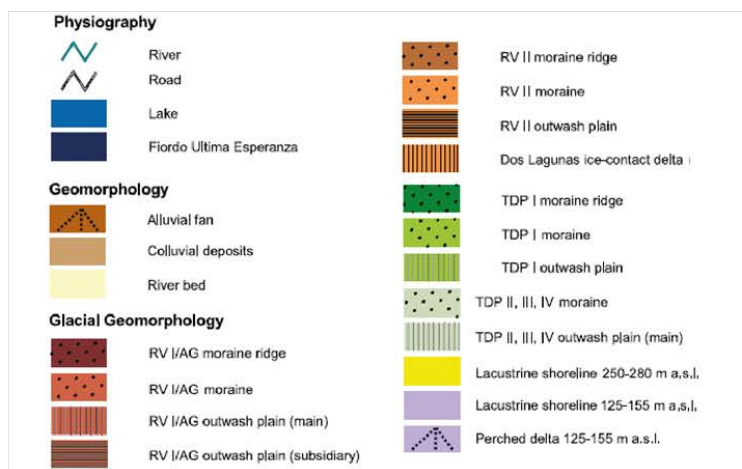 Physiography
River
Road
Lake
Fiordo Ultima Esperanza
Geomorphology
Alluvial fan
Colluvial deposits
River bed
Glacial Geomorphology
RV I/AG moraine ridge
RV I/AG moraine
RV I/AG outwash plain (main)
RV I/AG outwash plain (subsidiary)
RV II moraine ridge
RV II moraine
RV II outwash plain
Dos Lagunas ice-contact delta
TDP I moraine ridge
TDP I moraine
TDP I outwash plain
TDP II, III, IV moraine
TDP II, III, IV outwash plain (main)
Lacustrine shoreline 250-280 m a.s.l.
Lacustrine shoreline 125-155 m a.s.l.
Perched delta 125-155 m a.s.l.